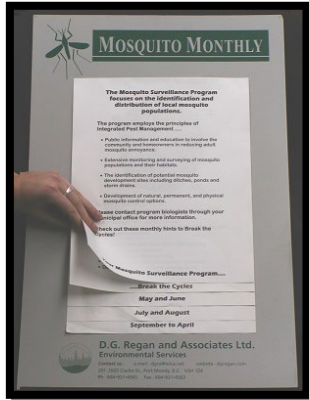 MOSQUITO MONTHLY
The Mosquito Surveillance Program
focuses on the identification and
distribution of local mosquito
populations.
The program employs the principles of
Integrated Pest Management ....
• Public information and education to involve the
community and homeowners in reducing adult
mosquito annoyance.
• Extensive monitoring and surveying of mosquito
populations and their habitats.
• The identification of potential mosquito
development sites including ditches, ponds and
storm drains.
• Development of natural, permanent, and physical
mosquito control options.
Please contact program biologists through your
municipal office for more information.
Check out these monthly hints to Break the
Cycles!
Mosquito Surveillance Program....
....Break the Cycles
May and June
July and August
September to April
D.G. Regan and Associates Ltd.
Environmental Services
Contact us
Port Moody, B.C.